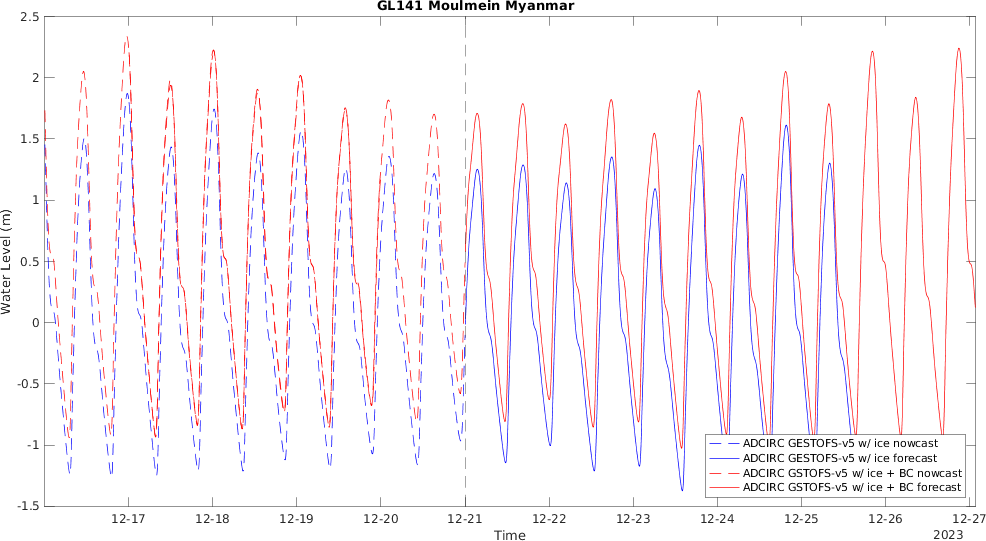 GL141 Moulmein Myanmar
2.5
2
1.5
1
0.5
0
-0.5
-1
-1.5
Water Level (m)
ADCIRC GESTOFS-v5 w/ ice nowcast
ADCIRC GESTOFS-v5 w/ ice forecast
ADCIRC GSTOFS-v5 w/ ice + BC nowcast
ADCIRC GSTOFS-v5 w/ ice + BC forecast
12-17 12-18 12-19 12-20 12-21 12-22 12-23 12-24 12-25 12-26 12-27
Time
2023